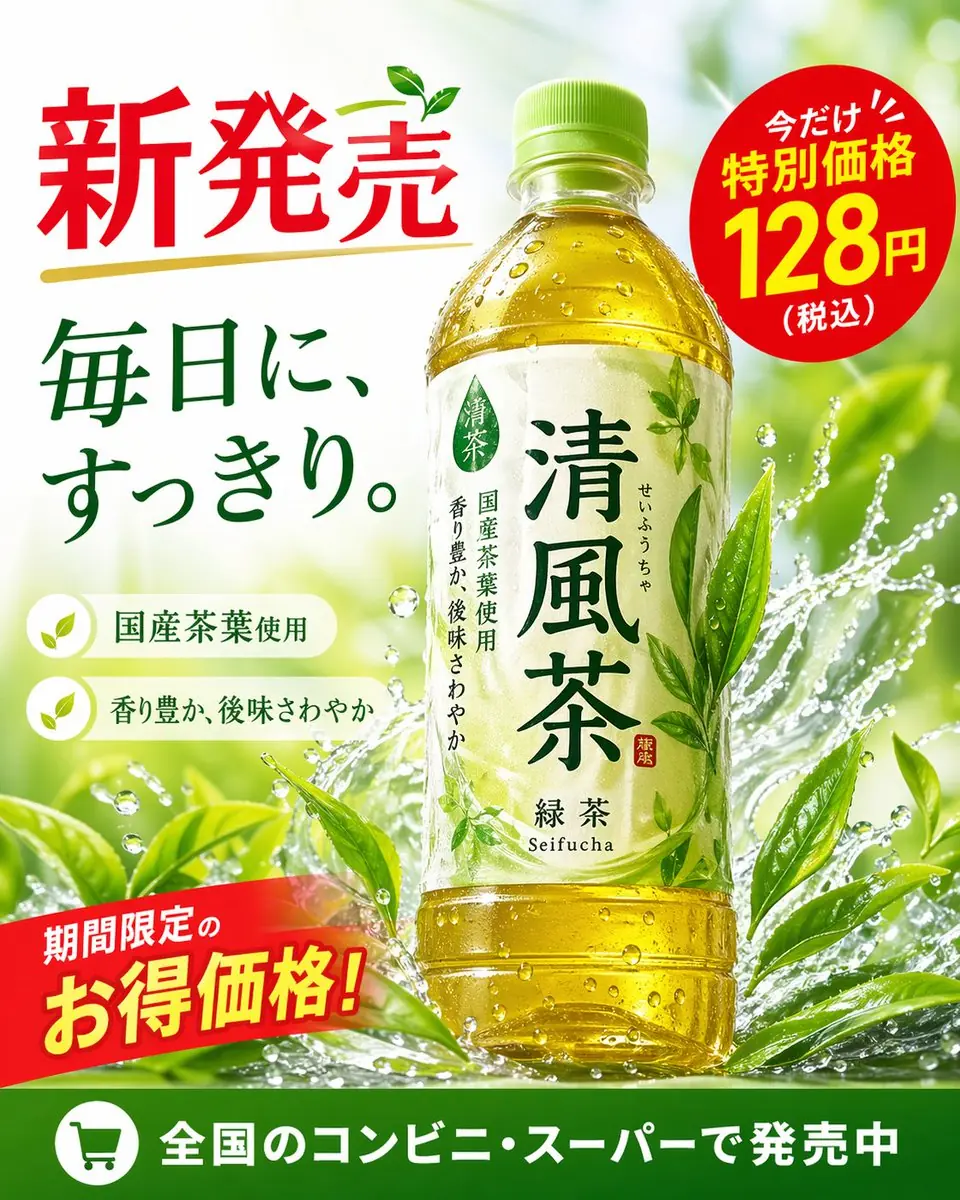 新発売
今だけ
特別価格
128円
(税込)
毎日に、
すっきり。
国産茶葉使用
香り豊か、後味さわやか
清茶
清風茶
せいふうちゃ
国産茶葉使用
香り豊か、後味さわやか
緑茶
Seifucha
期間限定の
お得価格!
全国のコンビニ・スーパーで発売中